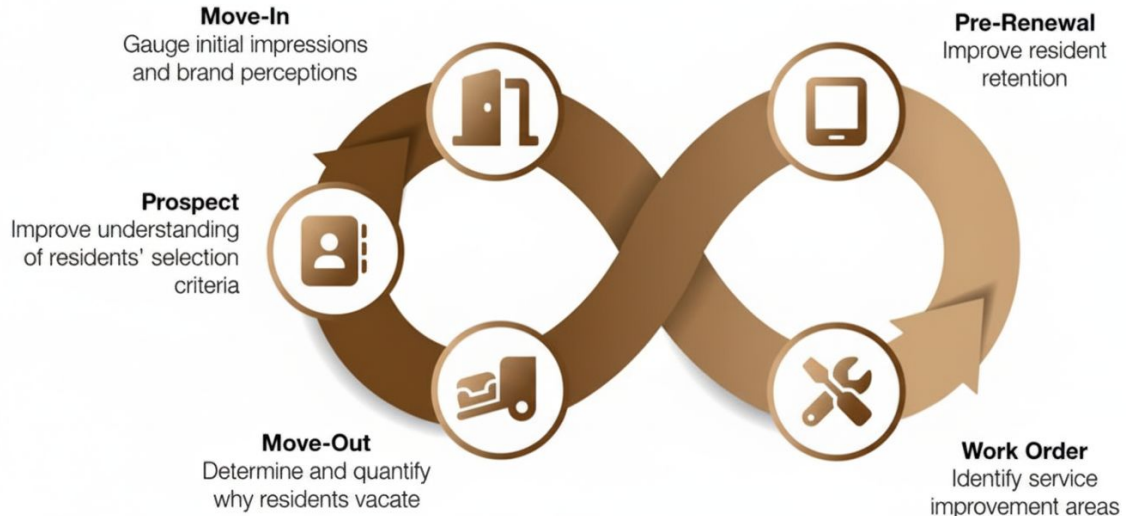 Move-In
Gauge initial impressions
and brand perceptions
Pre-Renewal
Improve resident
retention
Prospect
Improve understanding
of residents' selection
criteria
Move-Out
Determine and quantify
why residents vacate
Work Order
Identify service
improvement areas